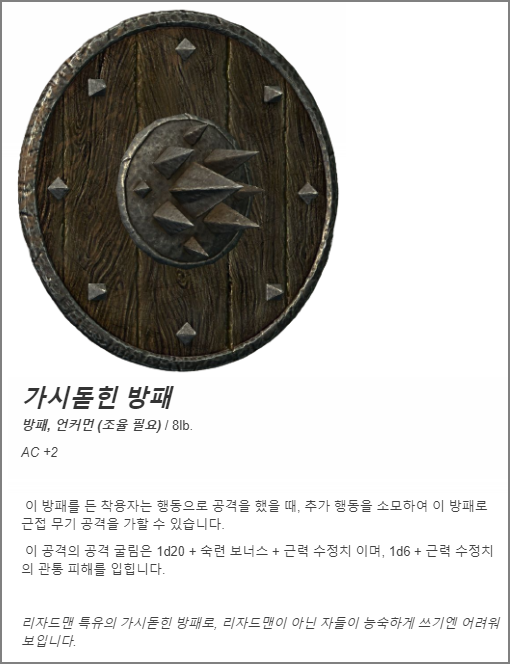 가시돋힌 방패
방패, 언커먼 (조율 필요) / 8lb.
AC +2
이 방패를 든 착용자는 행동으로 공격을 했을 때, 추가 행동을 소모하여 이 방패로
근접 무기 공격을 가할 수 있습니다.
이 공격의 공격 굴림은 1d20 + 숙련 보너스 + 근력 수정치 이며, 1d6 + 근력 수정치
의 관통 피해를 입힙니다.
리자드맨 특유의 가시돋힌 방패로, 리자드맨이 아닌 자들이 능숙하게 쓰기엔 어려워
보입니다.